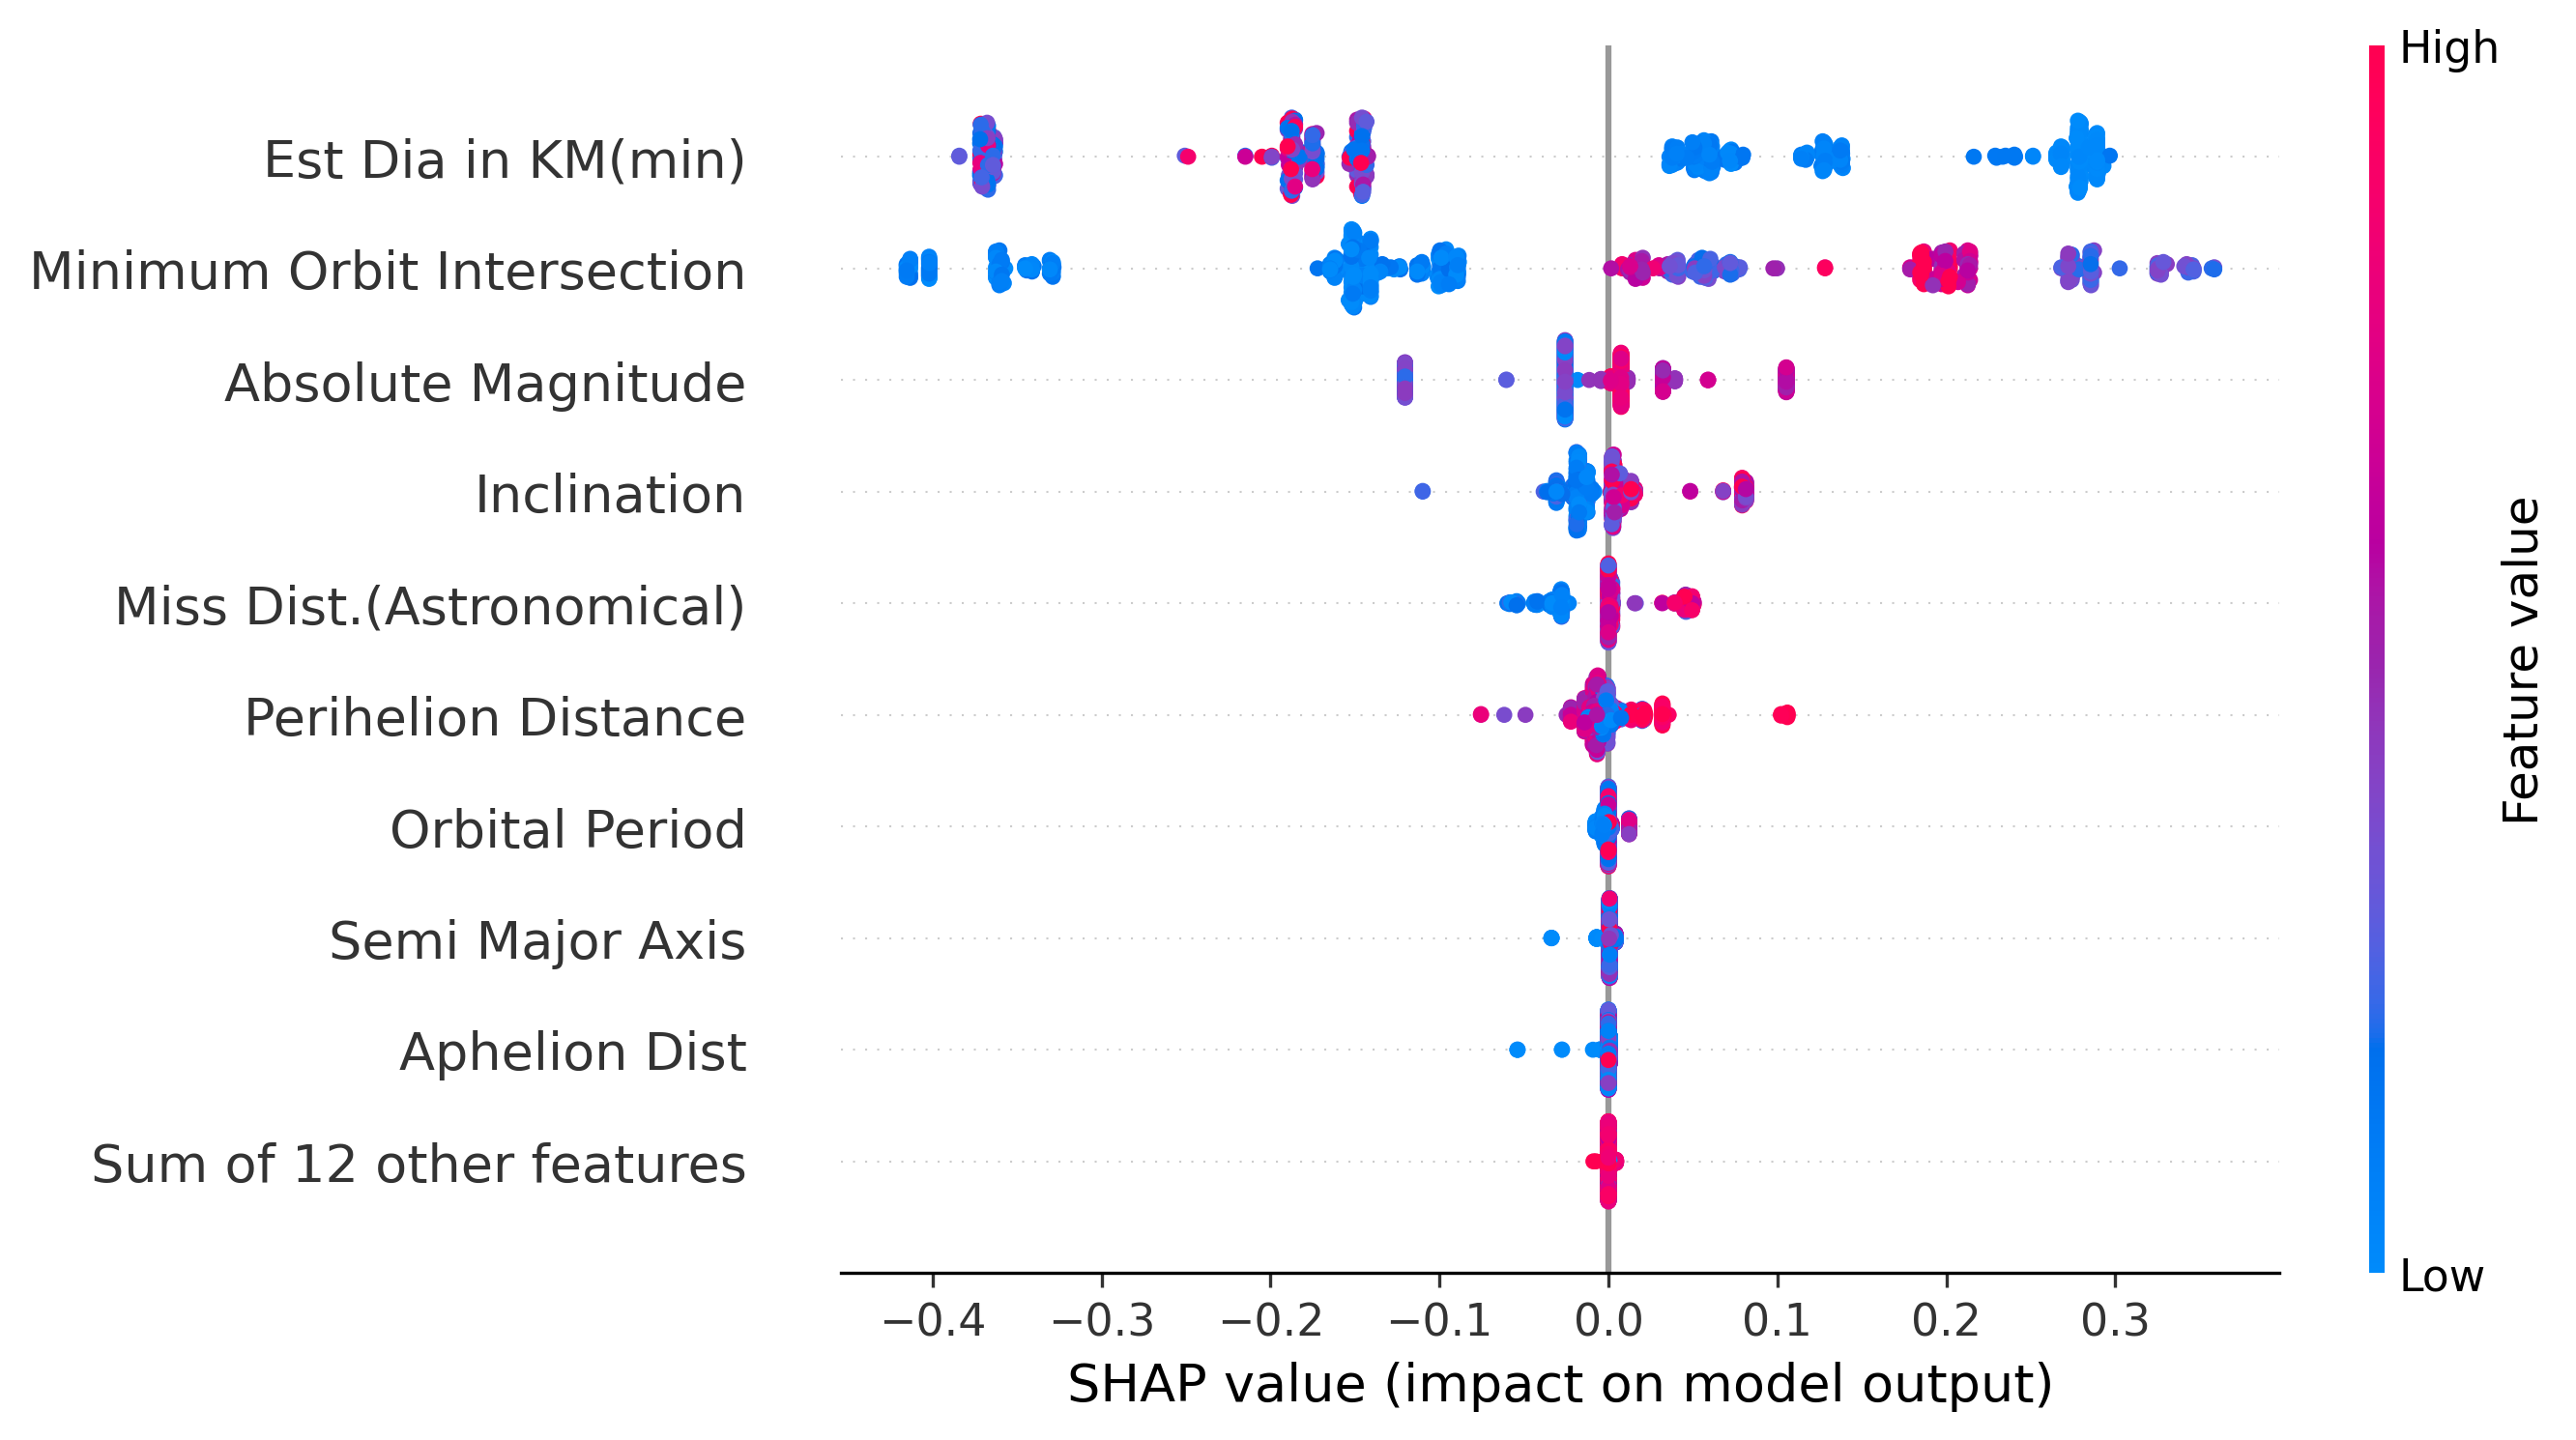 High
Est Dia in KM(min)
Minimum Orbit Intersection
Absolute Magnitude
Inclination
Miss Dist.(Astronomical)
Perihelion Distance
Orbital Period
Semi Major Axis
Aphelion Dist
Sum of 12 other features
Feature value
Low
−0.4 −0.3 −0.2 −0.1 0.0 0.1 0.2 0.3
SHAP value (impact on model output)